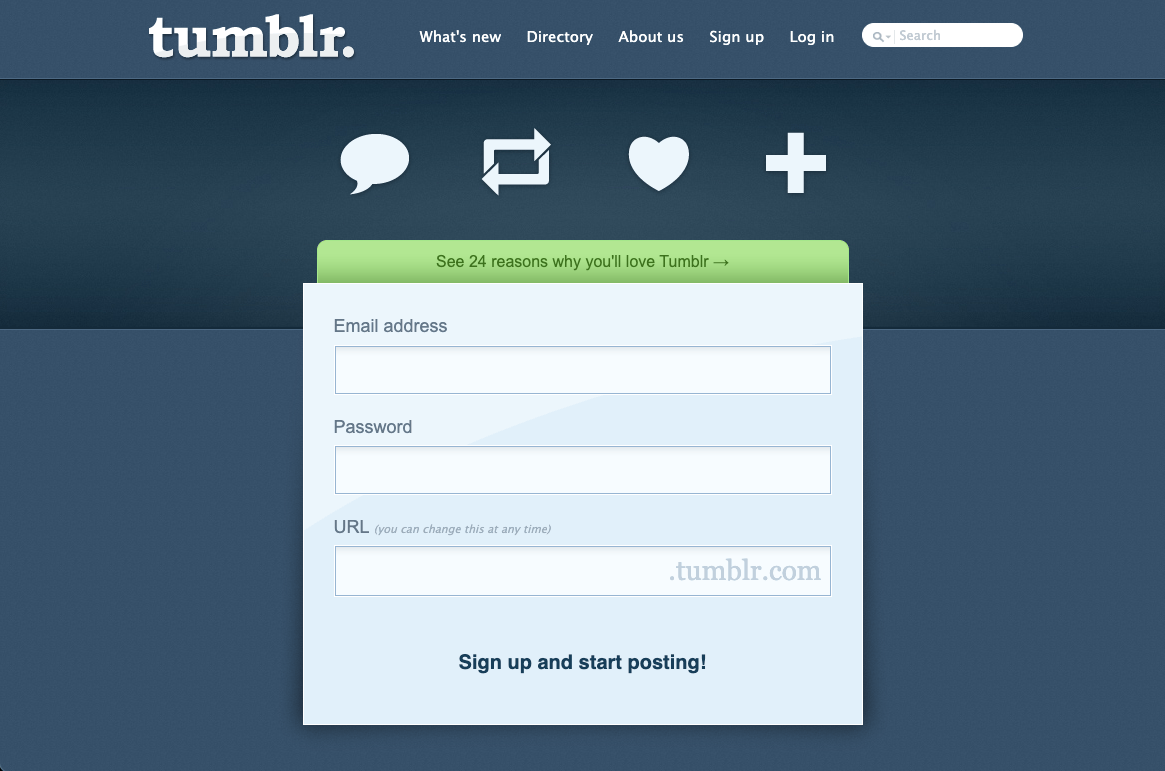 tumblr.
What's new Directory About us Sign up Log in Search
See 24 reasons why you'll love Tumblr →
Email address
Password
URL (you can change this at any time)
.tumblr.com
Sign up and start posting!